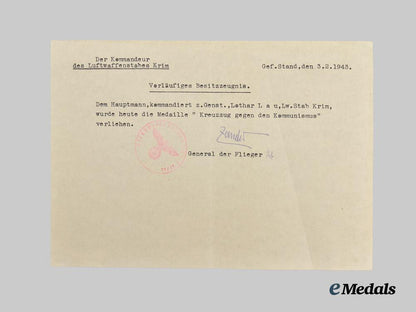 Der Kommandeur
des Luftwaffenstabes Krim
Gef.Stand,den 3.2.1943.
Vorläufiges Besitzzeugnis.
Dem Hauptmann,kommandiert z.Genst.,Lothar L a u,Lw.Stab Krim,
wurde heute die Medaille " Kreuzzug gegen den Kommunismus"
verliehen.
General der Flieger
eMedals